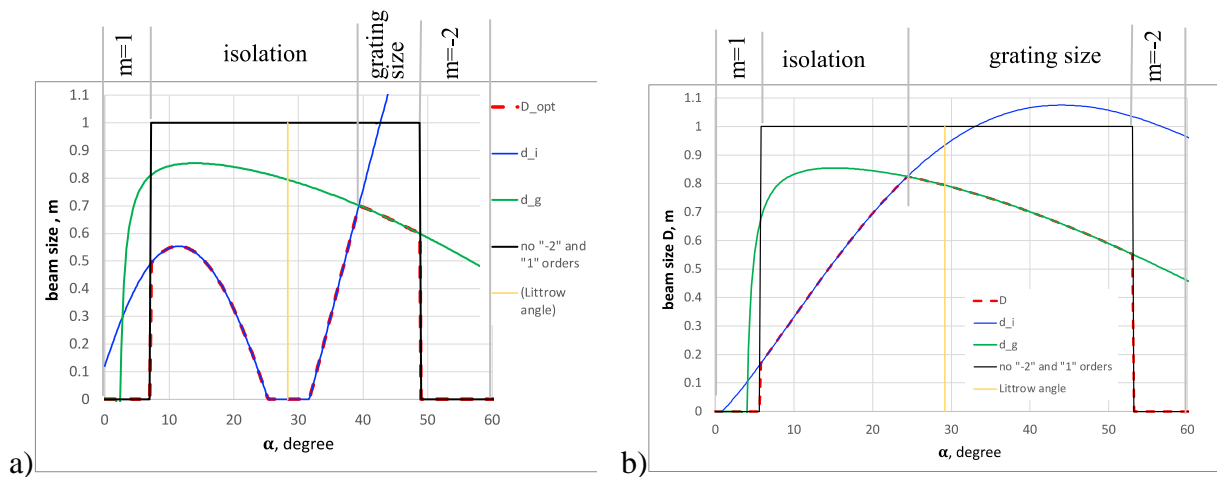 m=1
isolation
grating
size
m=-2
1.1
1
0.9
0.8
0.7
0.6
0.5
0.4
0.3
0.2
0.1
0
beam size , m
0 10 20 30 40 50 60
α, degree
D_opt
d_i
d_g
no "-2" and
"1" orders
(Littrow
angle)
a)
m=1
isolation
grating size
m=-2
1.1
1
0.9
0.8
0.7
0.6
0.5
0.4
0.3
0.2
0.1
0
beam size D, m
0 10 20 30 40 50 60
α, degree
D
d_i
d_g
no "-2" and "1" orders
Littrow angle
b)